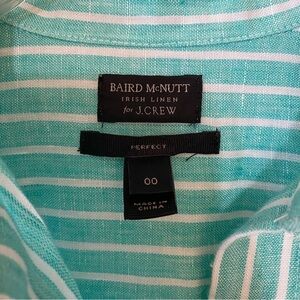 BAIRD McNUTT
IRISH LINEN
for J.CREW
PERFECT
00
MADE IN
CHINA